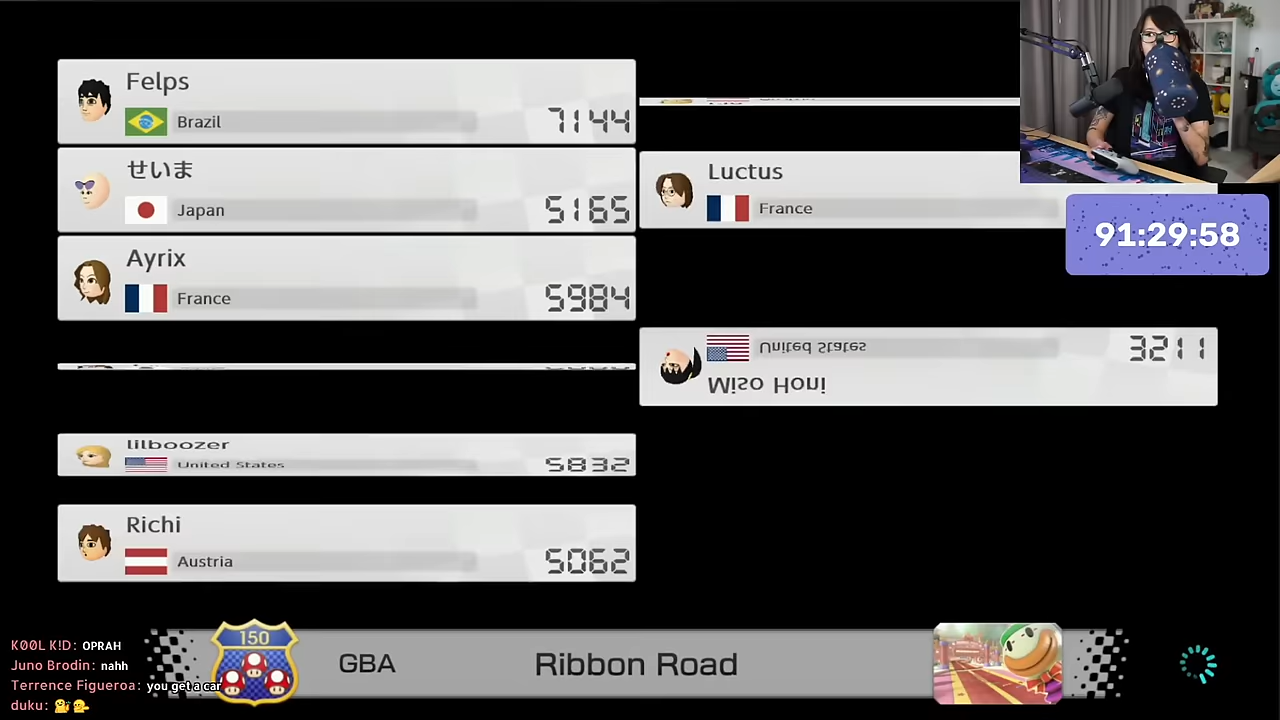 Felps
Brazil
7144
せいま
Japan
5165
Luctus
France
91:29:58
Ayrix
France
5984
United States
3211
Miso Honi
lilboozer
United States
5832
Richi
Austria
5062
150
GBA
Ribbon Road
K00L K!D: OPRAH
Juno Brodin: nahh
Terrence Figueroa: you get a car
duku: